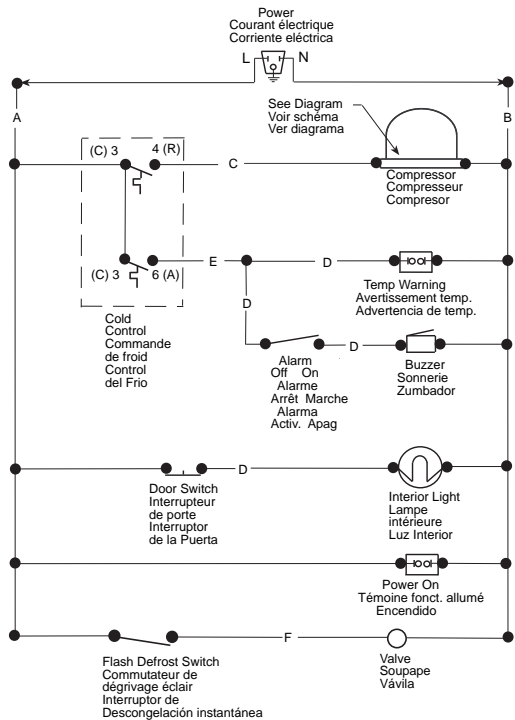 Power
Courant électrique
Corriente eléctrica
L N
A
B
See Diagram
Voir schéma
Ver diagrama
(C) 3 4 (R)
C
Compressor
Compresseur
Compresor
(C) 3 6 (A)
E
D
Temp Warning
Avertissement temp.
Advertencia de temp.
D
Cold
Control
Commande
de froid
Control
del Frio
D
Alarm
Off On
Alarme
Arrêt Marche
Alarma
Activ. Apag
Buzzer
Sonnerie
Zumbador
D
Door Switch
Interrupteur
de porte
Interruptor
de la Puerta
Interior Light
Lampe
intérieure
Luz Interior
Power On
Témoine fonct. allumé
Encendido
F
Flash Defrost Switch
Commutateur de
dégrivage éclair
Interruptor de
Descongelación instantánea
Valve
Soupape
Vávila